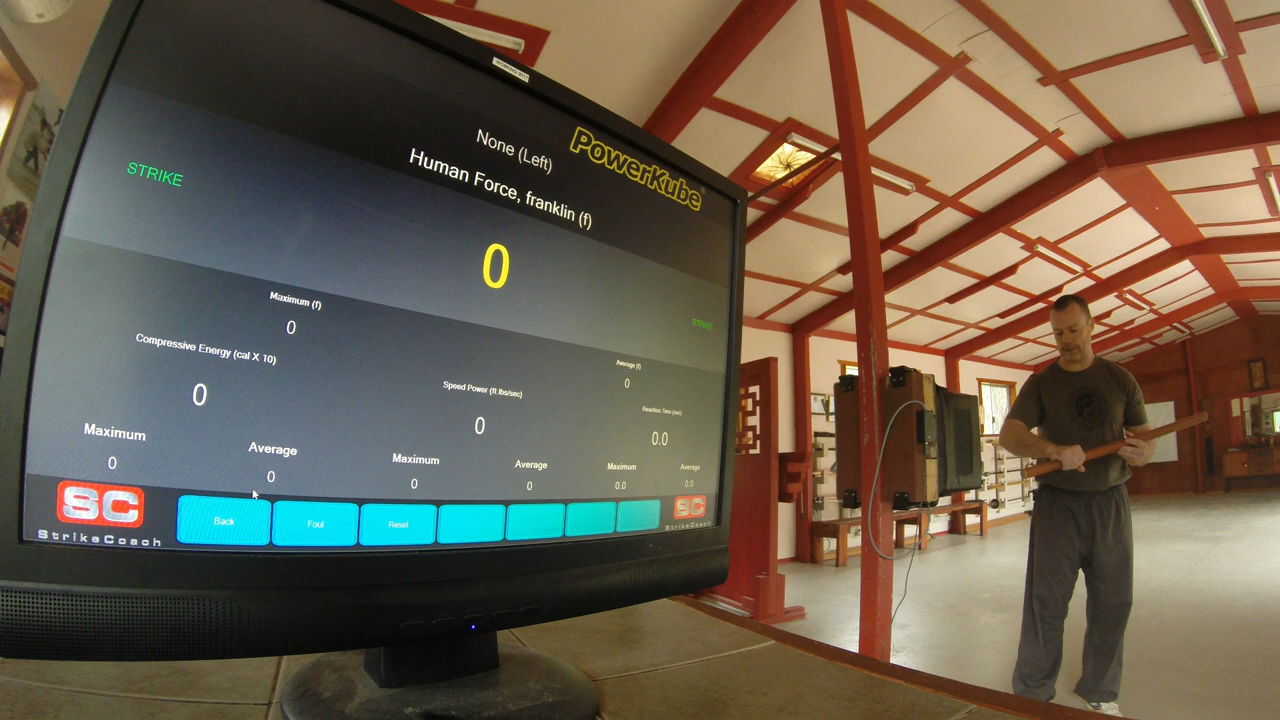 None (Left)
PowerKube
Human Force, franklin (f)
STRIKE
0
STRIKE
Maximum (f)
0
Compressive Energy (cal X 10)
0
Speed Power (ft.lbs/sec)
0
Average (f)
0
Reaction Time (sec)
0.0
Maximum
0
Average
0
Maximum
0
Average
0
Maximum
0.0
Average
0.0
SC
StrikeCoach
Back
Foul
Reset
SC
StrikeCoach